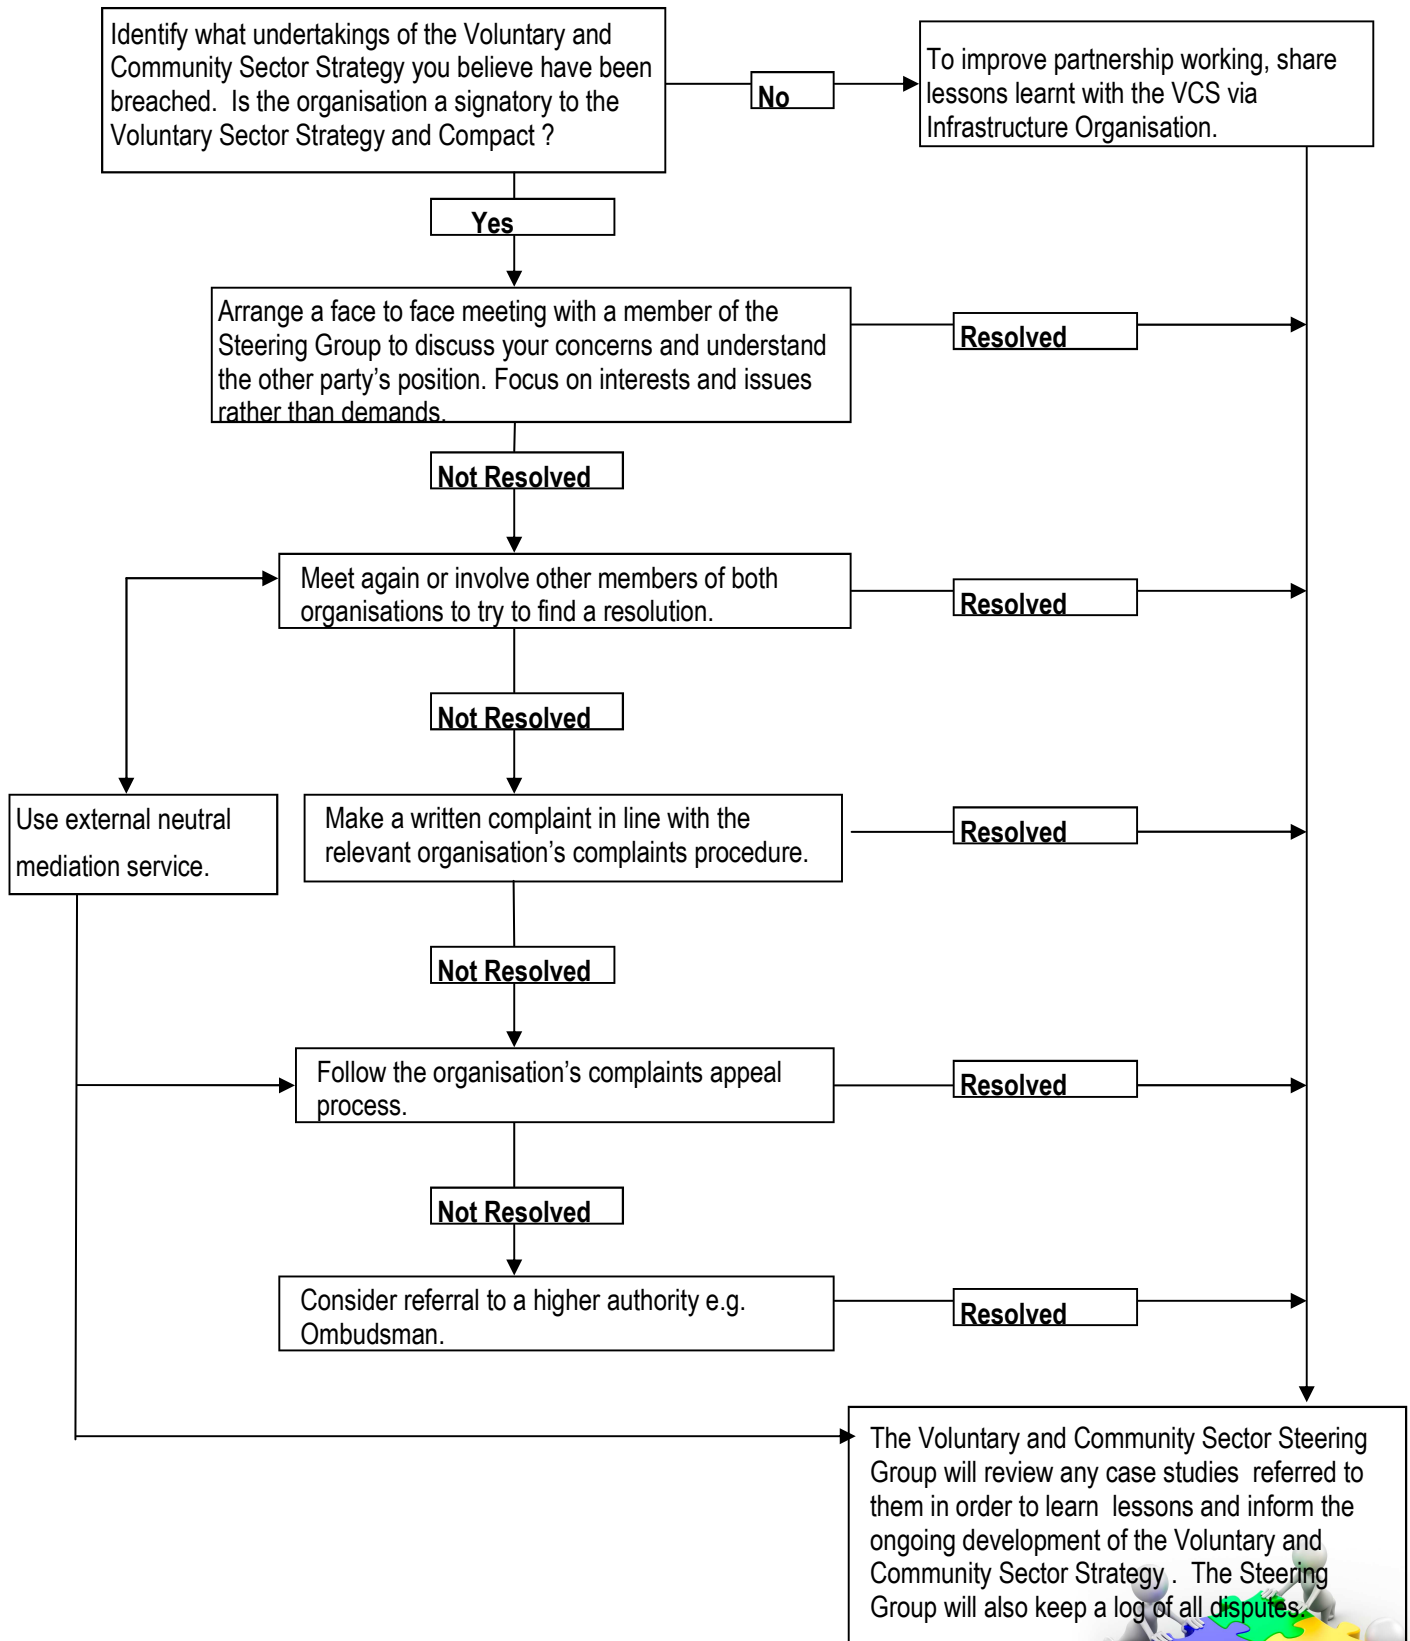 Identify what undertakings of the Voluntary and
Community Sector Strategy you believe have been
breached.  Is the organisation a signatory to the
Voluntary Sector Strategy and Compact ?
No
To improve partnership working, share
lessons learnt with the VCS via
Infrastructure Organisation.
Yes
Arrange a face to face meeting with a member of the
Steering Group to discuss your concerns and understand
the other party’s position. Focus on interests and issues
rather than demands.
Resolved
Not Resolved
Meet again or involve other members of both
organisations to try to find a resolution.
Resolved
Not Resolved
Use external neutral
mediation service.
Make a written complaint in line with the
relevant organisation’s complaints procedure.
Resolved
Not Resolved
Follow the organisation’s complaints appeal
process.
Resolved
Not Resolved
Consider referral to a higher authority e.g.
Ombudsman.
Resolved
The Voluntary and Community Sector Steering
Group will review any case studies  referred to
them in order to learn  lessons and inform the
ongoing development of the Voluntary and
Community Sector Strategy .  The Steering
Group will also keep a log of all disputes.